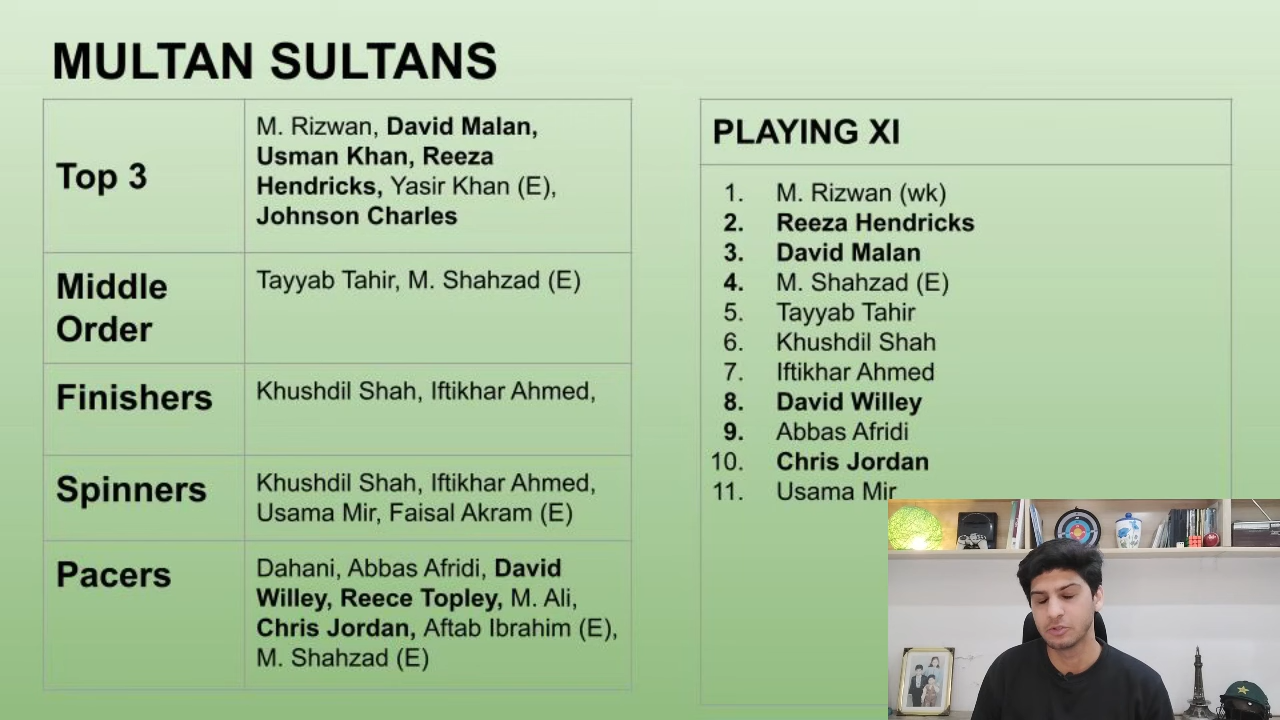 MULTAN SULTANS
Top 3
M. Rizwan, David Malan,
Usman Khan, Reeza
Hendricks, Yasir Khan (E),
Johnson Charles
Middle
Order
Tayyab Tahir, M. Shahzad (E)
Finishers
Khushdil Shah, Iftikhar Ahmed,
Spinners
Khushdil Shah, Iftikhar Ahmed,
Usama Mir, Faisal Akram (E)
Pacers
Dahani, Abbas Afridi, David
Willey, Reece Topley, M. Ali,
Chris Jordan, Aftab Ibrahim (E),
M. Shahzad (E)
PLAYING XI
1. M. Rizwan (wk)
2. Reeza Hendricks
3. David Malan
4. M. Shahzad (E)
5. Tayyab Tahir
6. Khushdil Shah
7. Iftikhar Ahmed
8. David Willey
9. Abbas Afridi
10. Chris Jordan
11. Usama Mir